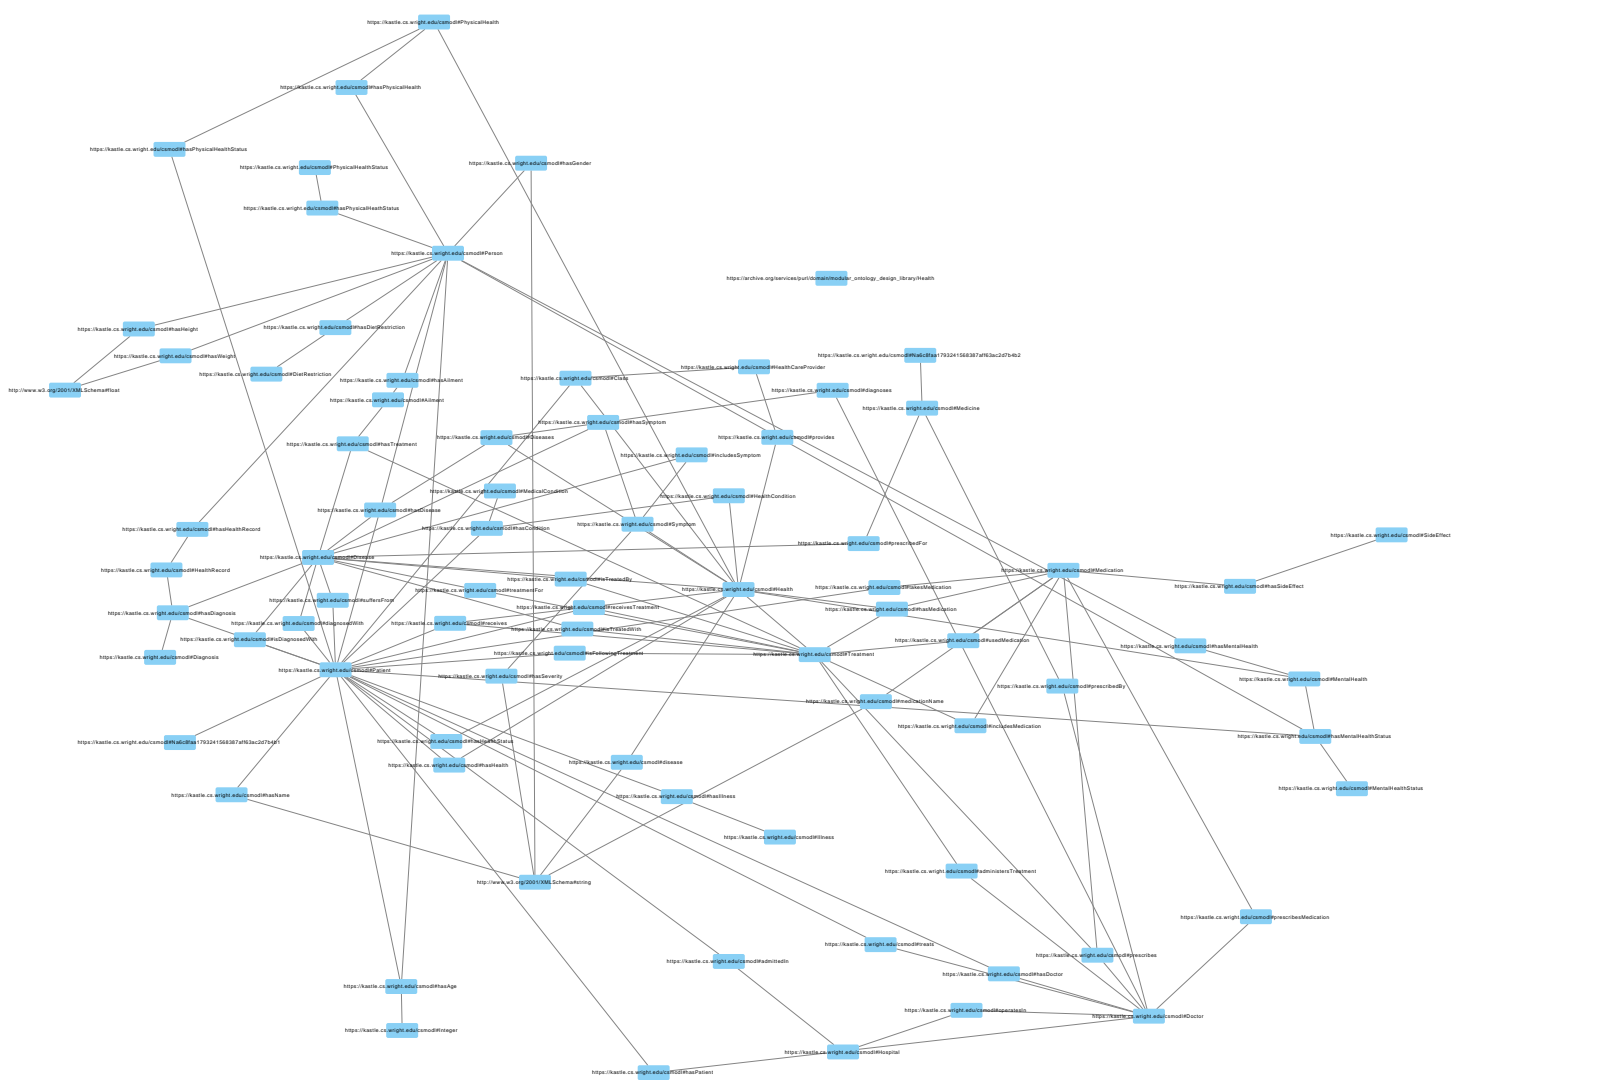 https://kastle.cs.wright.edu/csmodl#PhysicalHealth
https://kastle.cs.wright.edu/csmodl#hasPhysicalHealth
https://kastle.cs.wright.edu/csmodl#hasPhysicalHealthStatus
https://kastle.cs.wright.edu/csmodl#hasGender
https://kastle.cs.wright.edu/csmodl#PhysicalHealthStatus
https://kastle.cs.wright.edu/csmodl#hasPhysicalHeathStatus
https://kastle.cs.wright.edu/csmodl#Person
https://archive.org/services/purl/domain/modular_ontology_design_library/Health
https://kastle.cs.wright.edu/csmodl#hasHeight
https://kastle.cs.wright.edu/csmodl#hasDietRestriction
https://kastle.cs.wright.edu/csmodl#hasWeight
https://kastle.cs.wright.edu/csmodl#HealthCareProvider
https://kastle.cs.wright.edu/csmodl#DietRestriction
https://kastle.cs.wright.edu/csmodl#hasAilment
https://kastle.cs.wright.edu/csmodl#Class
http://www.w3.org/2001/XMLScheme#float
https://kastle.cs.wright.edu/csmodl#diagnoses
https://kastle.cs.wright.edu/csmodl#Ailment
https://kastle.cs.wright.edu/csmodl#Medicine
https://kastle.cs.wright.edu/csmodl#hasSymptom
https://kastle.cs.wright.edu/csmodl#Diseases
https://kastle.cs.wright.edu/csmodl#provides
https://kastle.cs.wright.edu/csmodl#hasTreatment
https://kastle.cs.wright.edu/csmodl#includesSymptom
https://kastle.cs.wright.edu/csmodl#MedicalCondition
https://kastle.cs.wright.edu/csmodl#HealthCondition
https://kastle.cs.wright.edu/csmodl#hasDisease
https://kastle.cs.wright.edu/csmodl#Symptom
https://kastle.cs.wright.edu/csmodl#hasCondition
https://kastle.cs.wright.edu/csmodl#hasHealthRecord
https://kastle.cs.wright.edu/csmodl#SideEffect
https://kastle.cs.wright.edu/csmodl#prescribedFor
https://kastle.cs.wright.edu/csmodl#Disease
https://kastle.cs.wright.edu/csmodl#HealthRecord
https://kastle.cs.wright.edu/csmodl#Medication
https://kastle.cs.wright.edu/csmodl#isTreatedBy
https://kastle.cs.wright.edu/csmodl#hasSideEffect
https://kastle.cs.wright.edu/csmodl#takesMedication
https://kastle.cs.wright.edu/csmodl#treatmentFor
https://kastle.cs.wright.edu/csmodl#Health
https://kastle.cs.wright.edu/csmodl#suffersFrom
https://kastle.cs.wright.edu/csmodl#receivesTreatment
https://kastle.cs.wright.edu/csmodl#hasMedication
https://kastle.cs.wright.edu/csmodl#hasDiagnosis
https://kastle.cs.wright.edu/csmodl#diagnosedWith
https://kastle.cs.wright.edu/csmodl#receives
https://kastle.cs.wright.edu/csmodl#isTreatedWith
https://kastle.cs.wright.edu/csmodl#isDiagnosedWith
https://kastle.cs.wright.edu/csmodl#usedMedication
https://kastle.cs.wright.edu/csmodl#hasMentalHealth
https://kastle.cs.wright.edu/csmodl#isFollowingTreatment
https://kastle.cs.wright.edu/csmodl#Treatment
https://kastle.cs.wright.edu/csmodl#Diagnosis
https://kastle.cs.wright.edu/csmodl#Patient
https://kastle.cs.wright.edu/csmodl#hasSeverity
https://kastle.cs.wright.edu/csmodl#MentalHealth
https://kastle.cs.wright.edu/csmodl#prescribedBy
https://kastle.cs.wright.edu/csmodl#medicationName
https://kastle.cs.wright.edu/csmodl#includesMedication
https://kastle.cs.wright.edu/csmodl#hasMentalHealthStatus
https://kastle.cs.wright.edu/csmodl#hasHealthStatus
https://kastle.cs.wright.edu/csmodl#disease
https://kastle.cs.wright.edu/csmodl#hasHealth
https://kastle.cs.wright.edu/csmodl#MentalHealthStatus
https://kastle.cs.wright.edu/csmodl#hasName
https://kastle.cs.wright.edu/csmodl#hasIllness
https://kastle.cs.wright.edu/csmodl#Illness
https://kastle.cs.wright.edu/csmodl#administersTreatment
http://www.w3.org/2001/XMLScheme#string
https://kastle.cs.wright.edu/csmodl#prescribesMedication
https://kastle.cs.wright.edu/csmodl#treats
https://kastle.cs.wright.edu/csmodl#prescribes
https://kastle.cs.wright.edu/csmodl#admittedIn
https://kastle.cs.wright.edu/csmodl#hasDoctor
https://kastle.cs.wright.edu/csmodl#hasAge
https://kastle.cs.wright.edu/csmodl#operatesIn
https://kastle.cs.wright.edu/csmodl#Doctor
https://kastle.cs.wright.edu/csmodl#Integer
https://kastle.cs.wright.edu/csmodl#Hospital
https://kastle.cs.wright.edu/csmodl#hasPatient